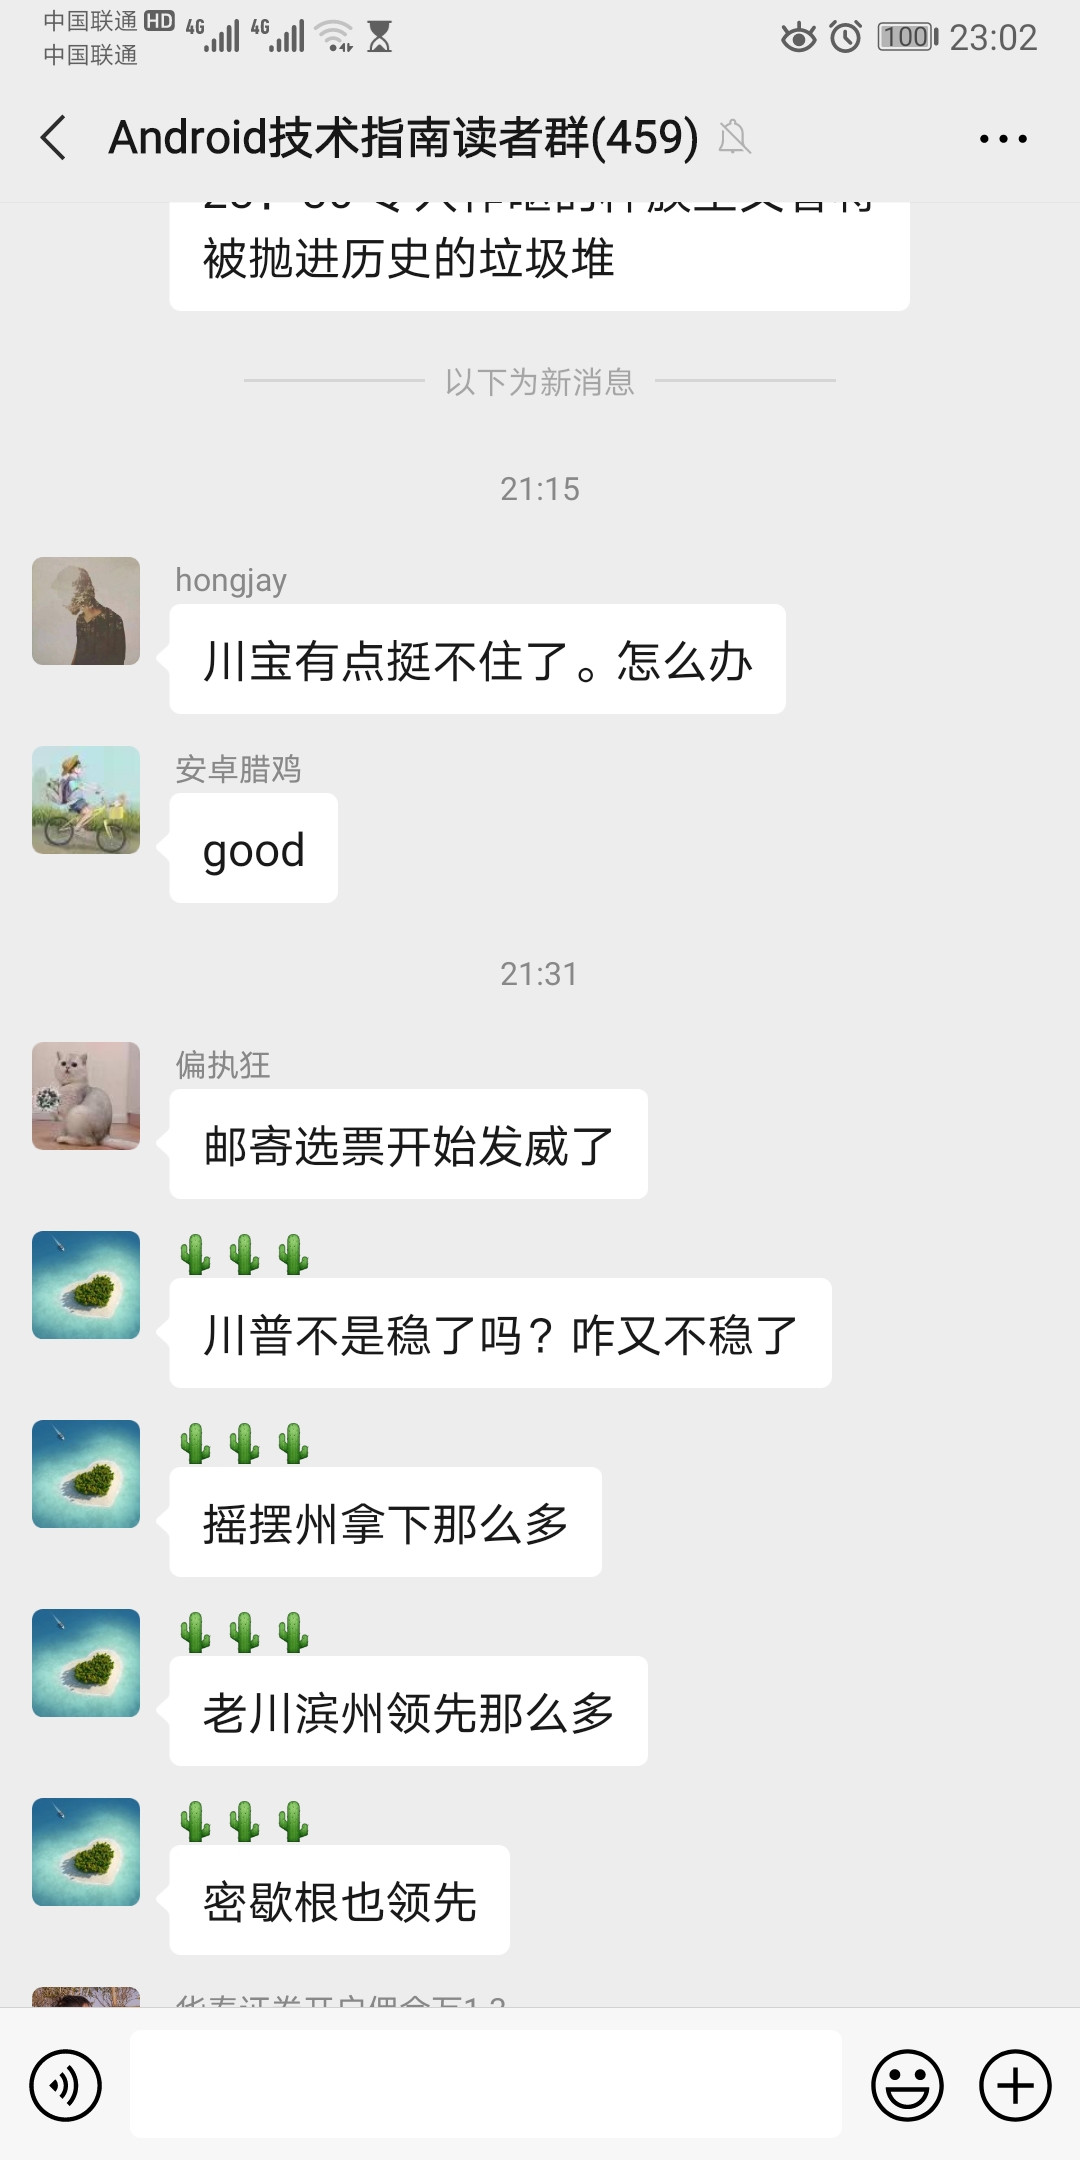 中国联通 HD 4G 4G 100 23:02
中国联通
Android技术指南读者群(459)
被抛进历史的垃圾堆
以下为新消息
21:15
hongjay
川宝有点挺不住了。怎么办
安卓腊鸡
good
21:31
偏执狂
邮寄选票开始发威了
🌵🌵🌵
川普不是稳了吗？咋又不稳了
🌵🌵🌵
摇摆州拿下那么多
🌵🌵🌵
老川滨州领先那么多
🌵🌵🌵
密歇根也领先